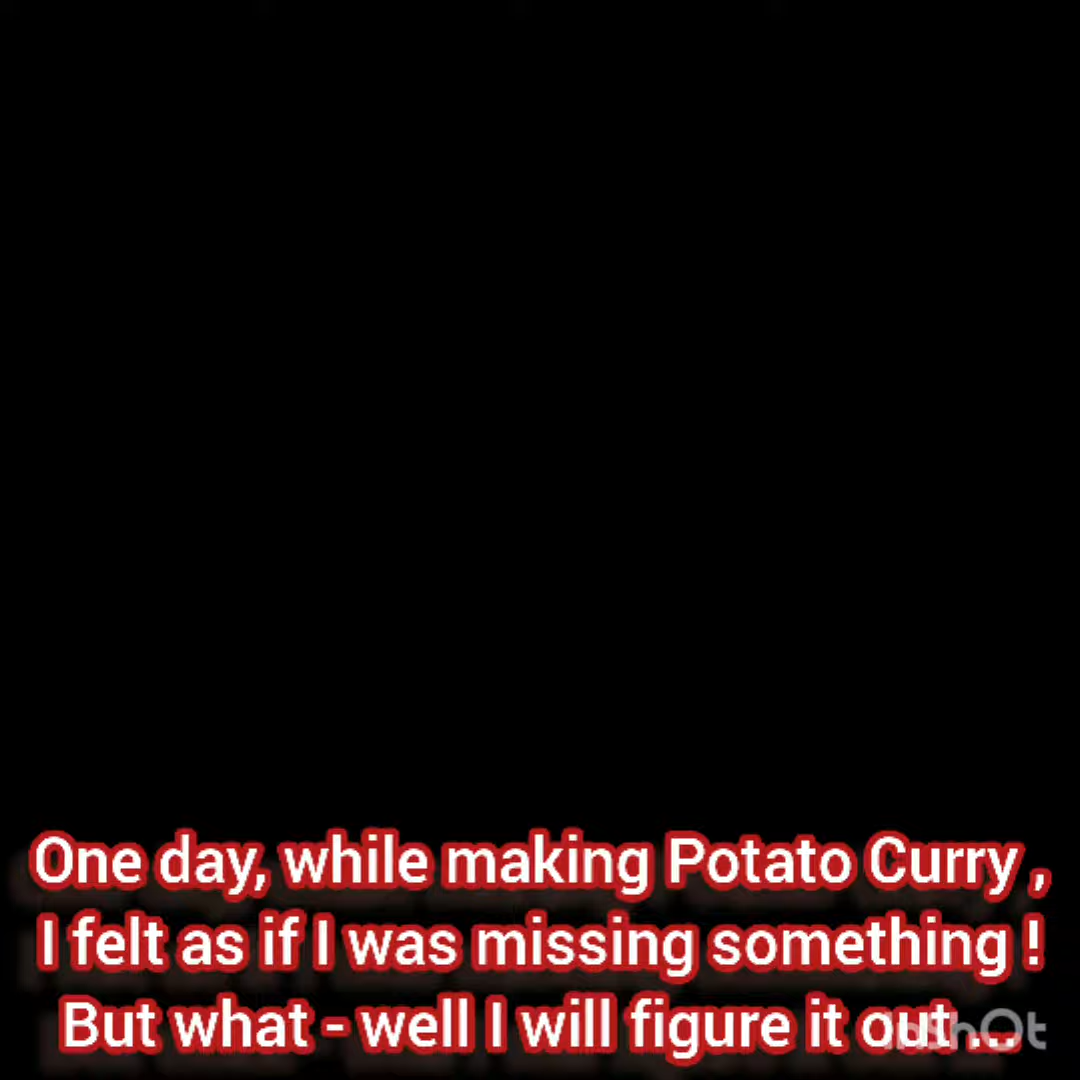 One day, while making Potato Curry ,
I felt as if I was missing something !
But what - well I will figure it out ...
InShOt